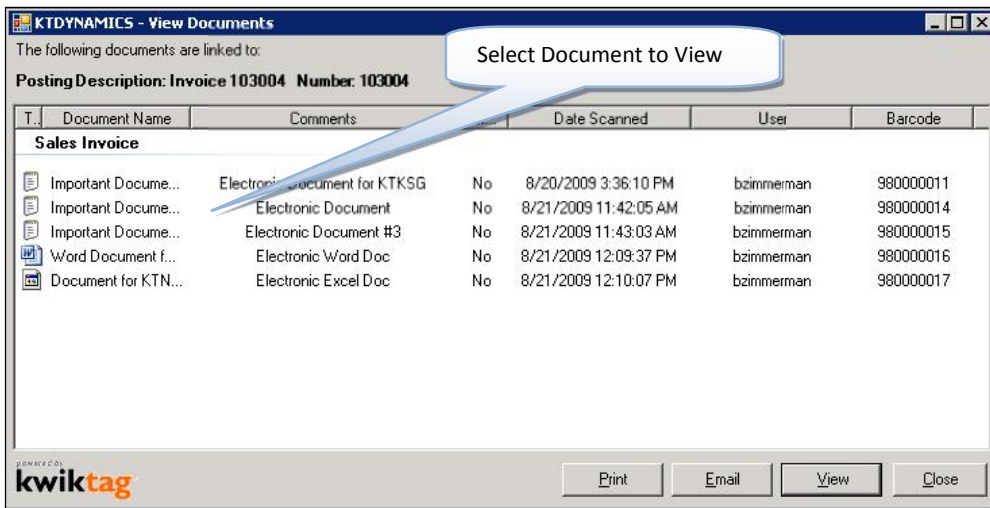 KTDYNAMICS - View Documents
The following documents are linked to:
Select Document to View
Posting Description: Invoice 103004 Number: 103004
T.. Document Name Comments Date Scanned User Barcode
Sales Invoice
Important Docume... Electronic Document for KTKSG No 8/20/2009 3:36:10 PM bzimmerman 980000011
Important Docume... Electronic Document No 8/21/2009 11:42:05 AM bzimmerman 980000014
Important Docume... Electronic Document #3 No 8/21/2009 11:43:03 AM bzimmerman 980000015
Word Document f... Electronic Word Doc No 8/21/2009 12:09:37 PM bzimmerman 980000016
Document for KTN... Electronic Excel Doc No 8/21/2009 12:10:07 PM bzimmerman 980000017
powered by
kwiktag
Print Email View Close